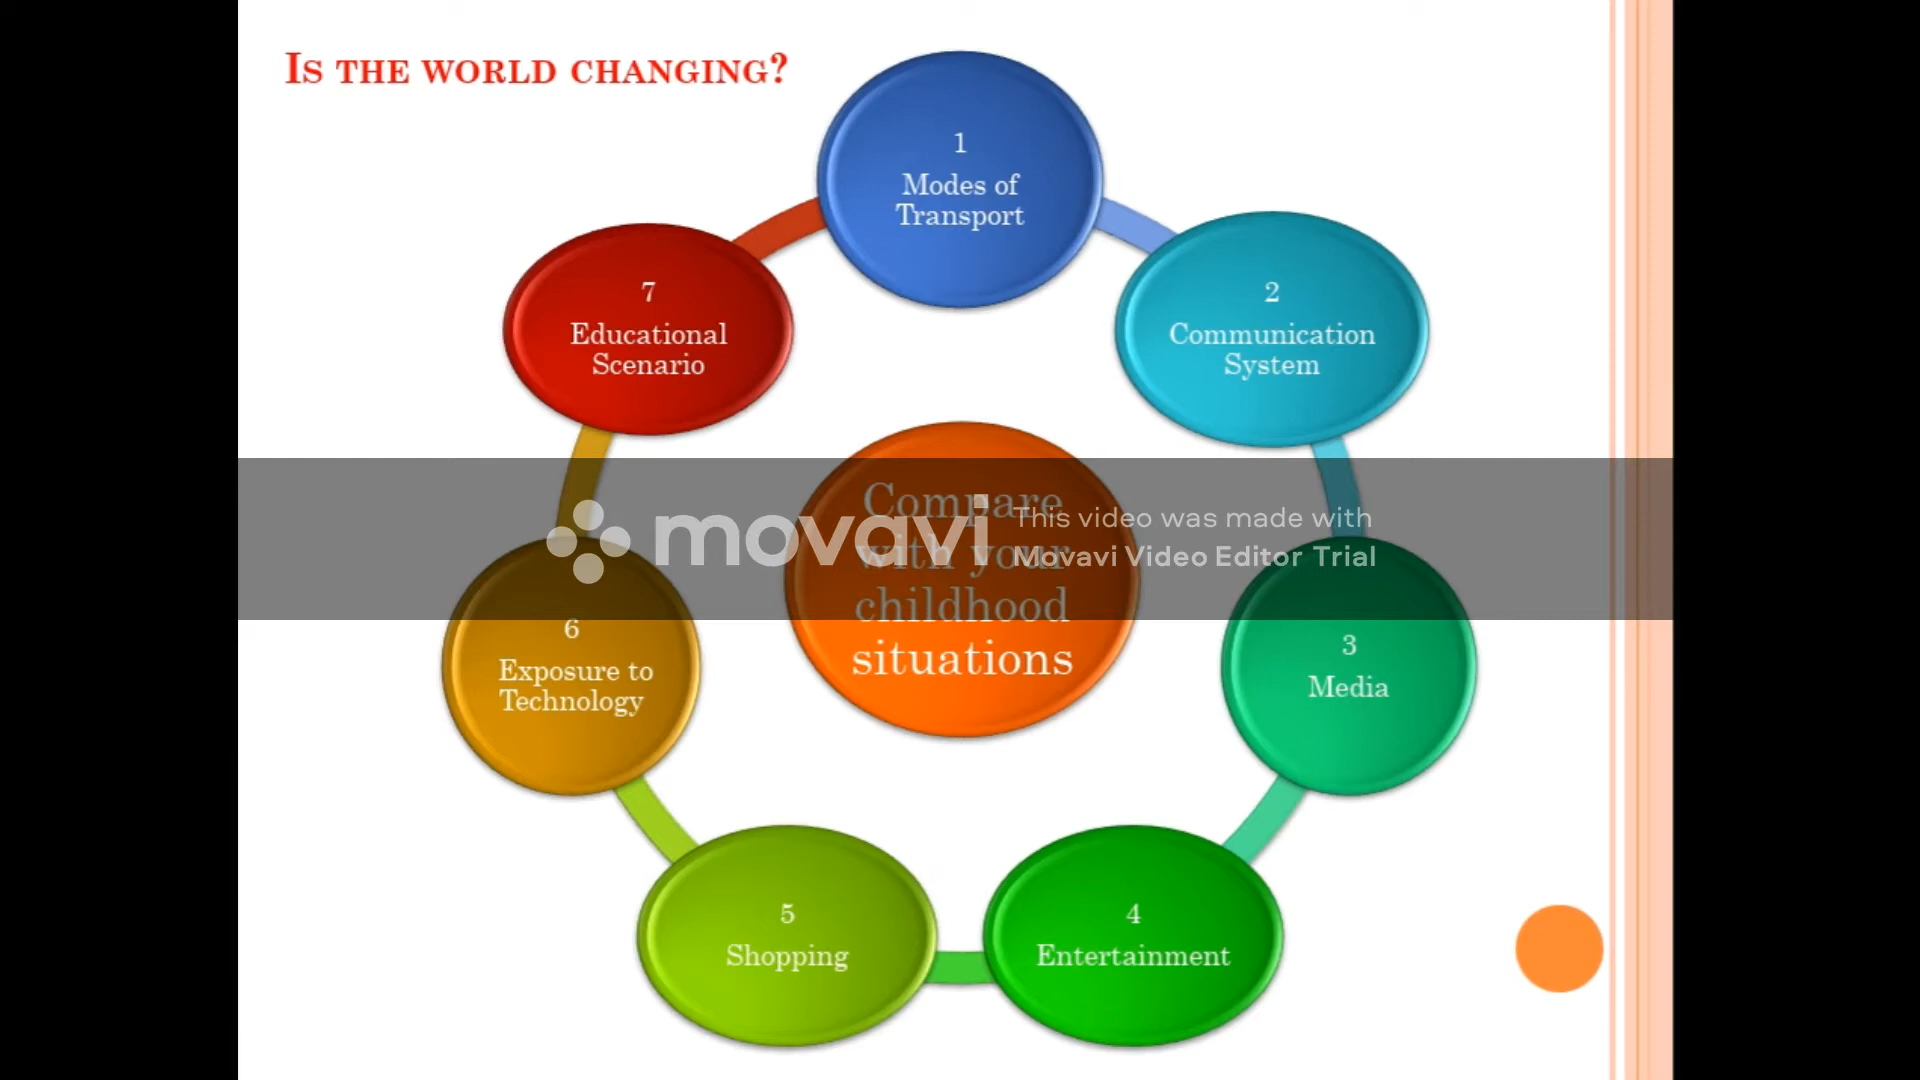 IS THE WORLD CHANGING?
1
Modes of
Transport
2
Communication
System
3
Media
4
Entertainment
5
Shopping
6
Exposure to
Technology
7
Educational
Scenario
Compare
with your
childhood
situations
movavi
This video was made with
Movavi Video Editor Trial